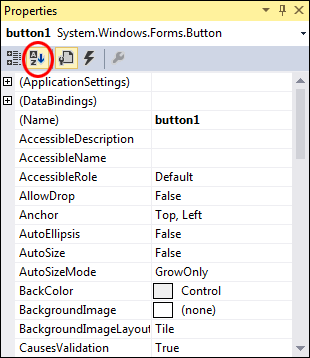 Properties
button1 System.Windows.Forms.Button
A Z
(ApplicationSettings)
(DataBindings)
(Name) button1
AccessibleDescription
AccessibleName
AccessibleRole Default
AllowDrop False
Anchor Top, Left
AutoEllipsis False
AutoSize False
AutoSizeMode GrowOnly
BackColor Control
BackgroundImage (none)
BackgroundImageLayout Tile
CausesValidation True